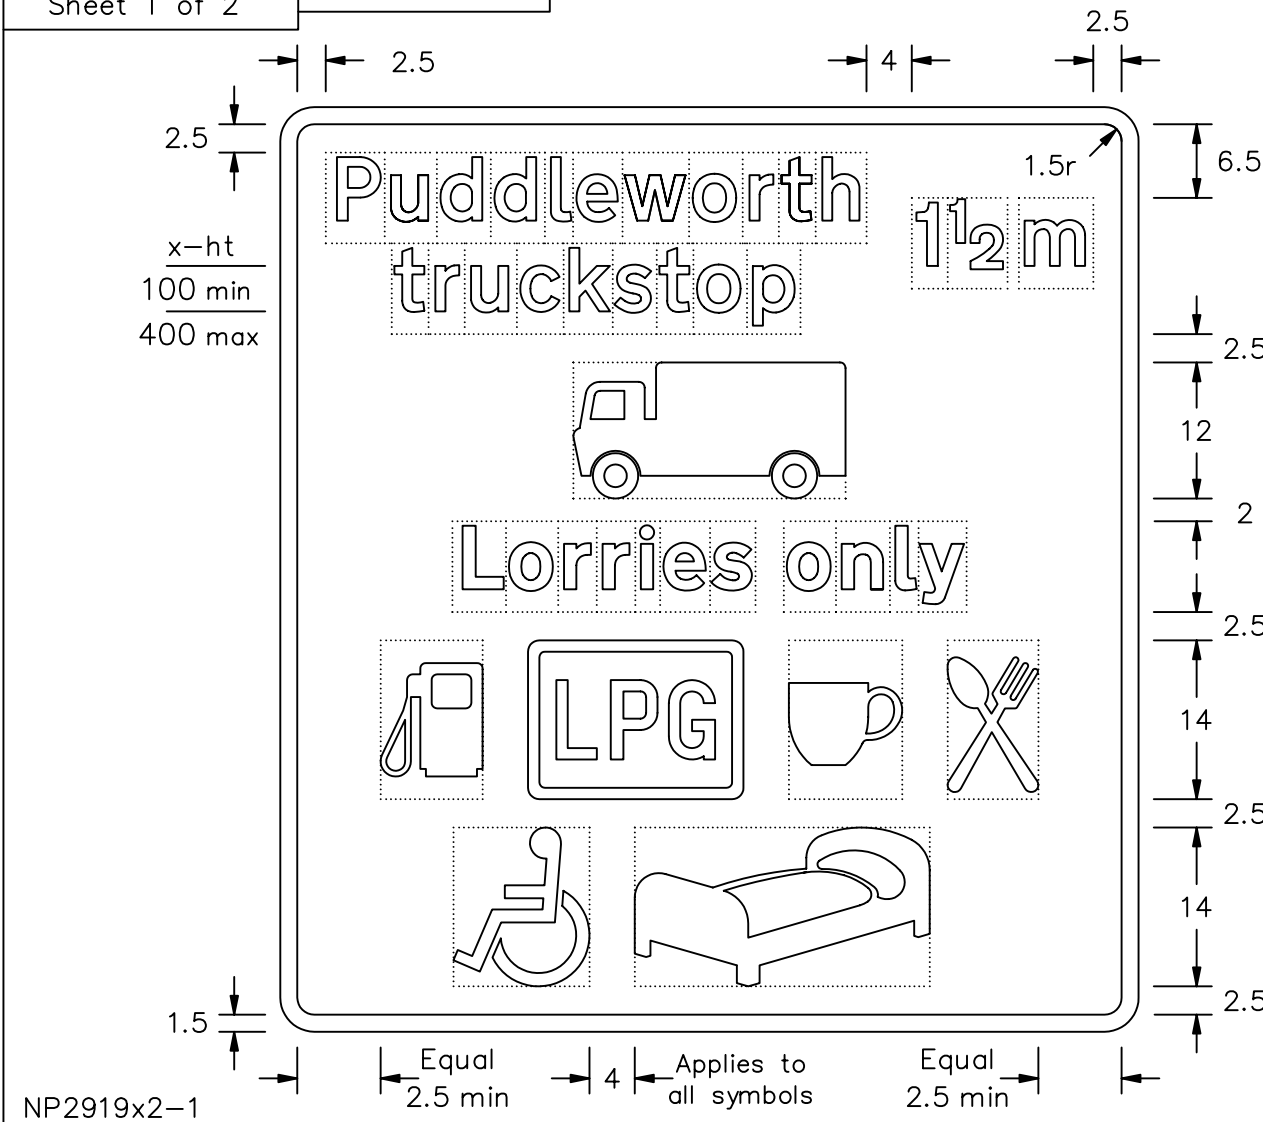 Sheet 1 of 2
2.5
4
2.5
2.5
1.5r
6.5
Puddleworth
truckstop
1½ m
x-ht
100 min
400 max
2.5
12
Lorries only
2
2.5
LPG
14
2.5
14
2.5
1.5
Equal
2.5 min
4
Applies to
all symbols
Equal
2.5 min
NP2919x2-1